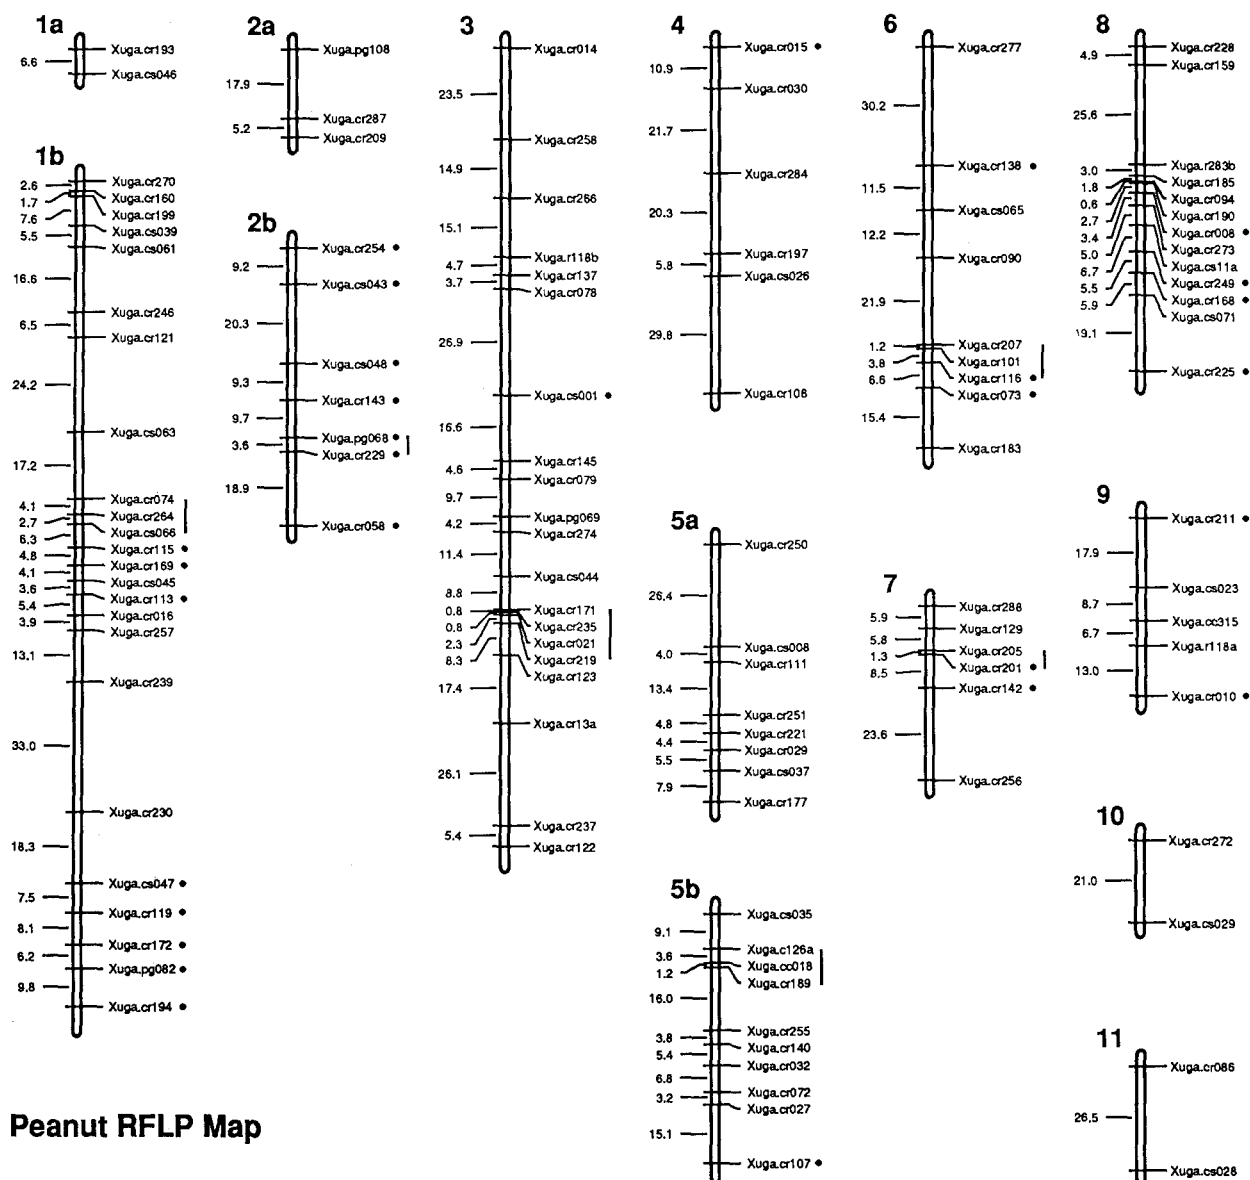 1a
6.6
Xuga.cr193
Xuga.cs046
1b
2.6
1.7
7.6
5.5
16.6
6.5
24.2
17.2
4.1
2.7
6.3
4.8
4.1
3.6
5.4
3.9
13.1
33.0
18.3
7.5
8.1
6.2
9.8
Xuga.cr270
Xuga.cr160
Xuga.cr199
Xuga.cs039
Xuga.cs061
Xuga.cr246
Xuga.cr121
Xuga.cs063
Xuga.cr074
Xuga.cr264
Xuga.cs066
Xuga.cr115 •
Xuga.cr169 •
Xuga.cs045
Xuga.cr113 •
Xuga.cr016
Xuga.cr257
Xuga.cr239
Xuga.cr230
Xuga.cs047 •
Xuga.cr119 •
Xuga.cr172 •
Xuga.pg082 •
Xuga.cr194 •
2a
17.9
5.2
Xuga.pg108
Xuga.cr287
Xuga.cr209
2b
9.2
20.3
9.3
9.7
3.6
18.9
Xuga.cr254 •
Xuga.cs043 •
Xuga.cs048 •
Xuga.cr143 •
Xuga.pg068 •
Xuga.cr229 •
Xuga.cr058 •
3
23.5
14.9
15.1
4.7
3.7
26.9
16.6
4.6
9.7
4.2
11.4
8.8
0.8
0.8
2.3
8.3
17.4
26.1
5.4
Xuga.cr014
Xuga.cr258
Xuga.cr266
Xuga.r118b
Xuga.cr137
Xuga.cr078
Xuga.cs001 •
Xuga.cr145
Xuga.cr079
Xuga.pg069
Xuga.cr274
Xuga.cs044
Xuga.cr171
Xuga.cr235
Xuga.cr021
Xuga.cr219
Xuga.cr123
Xuga.cr13a
Xuga.cr237
Xuga.cr122
4
10.9
21.7
20.3
5.8
29.8
Xuga.cr015 •
Xuga.cr030
Xuga.cr284
Xuga.cr197
Xuga.cs026
Xuga.cr108
5a
26.4
4.0
13.4
4.8
4.4
5.5
7.9
Xuga.cr250
Xuga.cs008
Xuga.cr111
Xuga.cr251
Xuga.cr221
Xuga.cr029
Xuga.cs037
Xuga.cr177
5b
9.1
3.6
1.2
16.0
3.8
5.4
6.8
3.2
15.1
Xuga.cs035
Xuga.c126a
Xuga.cc018
Xuga.cr189
Xuga.cr255
Xuga.cr140
Xuga.cr032
Xuga.cr072
Xuga.cr027
Xuga.cr107 •
6
30.2
11.5
12.2
21.9
1.2
3.8
6.6
15.4
Xuga.cr277
Xuga.cr138 •
Xuga.cs065
Xuga.cr090
Xuga.cr207
Xuga.cr101
Xuga.cr116 •
Xuga.cr073 •
Xuga.cr183
7
5.9
5.8
1.3
8.5
23.6
Xuga.cr288
Xuga.cr129
Xuga.cr205
Xuga.cr201 •
Xuga.cr142 •
Xuga.cr256
8
4.9
25.6
3.0
1.8
0.6
2.7
3.4
5.0
6.7
5.5
5.9
19.1
Xuga.cr228
Xuga.cr159
Xuga.r283b
Xuga.cr185
Xuga.cr094
Xuga.cr190
Xuga.cr008 •
Xuga.cr273
Xuga.cs11a
Xuga.cr249 •
Xuga.cr168 •
Xuga.cs071
Xuga.cr225 •
9
17.9
8.7
6.7
13.0
Xuga.cr211 •
Xuga.cs023
Xuga.cc315
Xuga.r118a
Xuga.cr010 •
10
21.0
Xuga.cr272
Xuga.cs029
11
26.5
Xuga.cr086
Xuga.cs028
Peanut RFLP Map